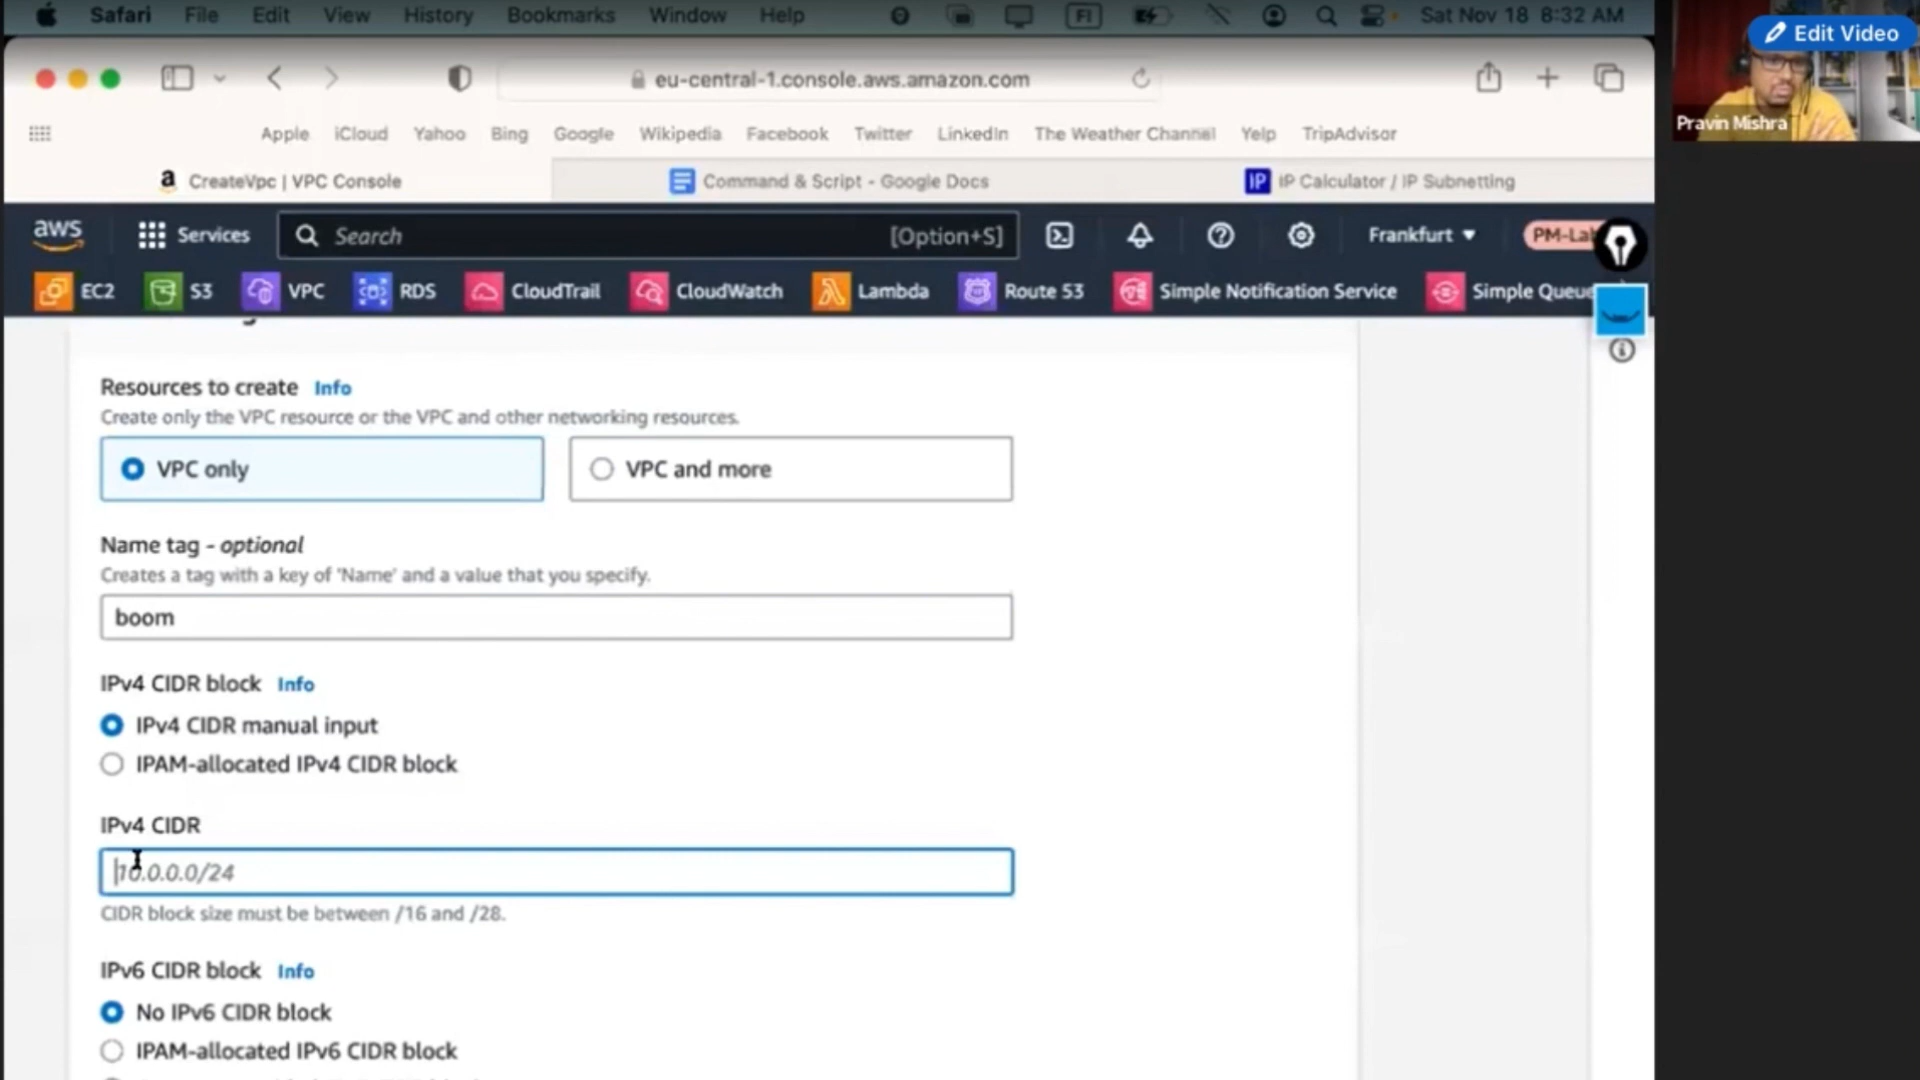 Safari File Edit View History Bookmarks Window Help FI Sat Nov 18 8:32 AM
Edit Video
eu-central-1.console.aws.amazon.com
Pravin Mishra
Apple iCloud Yahoo Bing Google Wikipedia Facebook Twitter LinkedIn The Weather Channel Yelp TripAdvisor
a CreateVpc | VPC Console Command & Script - Google Docs IP IP Calculator / IP Subnetting
aws Services Search [Option+S] Frankfurt PM-Lab
EC2 S3 VPC RDS CloudTrail CloudWatch Lambda Route 53 Simple Notification Service Simple Queue
Resources to create Info
Create only the VPC resource or the VPC and other networking resources.
VPC only VPC and more
Name tag - optional
Creates a tag with a key of 'Name' and a value that you specify.
boom
IPv4 CIDR block Info
IPv4 CIDR manual input
IPAM-allocated IPv4 CIDR block
IPv4 CIDR
10.0.0.0/24
CIDR block size must be between /16 and /28.
IPv6 CIDR block Info
No IPv6 CIDR block
IPAM-allocated IPv6 CIDR block